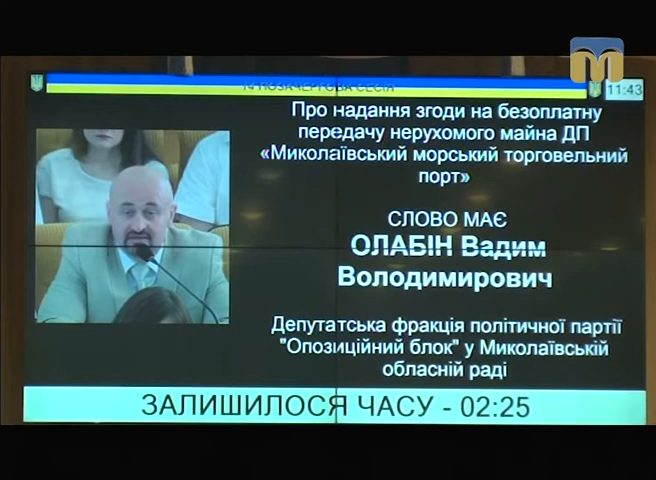 14 ПОЗАЧЕРГОВА СЕСІЯ
11:43
Про надання згоди на безоплатну
передачу нерухомого майна ДП
«Миколаївський морський торговельний
порт»
СЛОВО МАЄ
ОЛАБІН Вадим
Володимирович
Депутатська фракція політичної партії
"Опозиційний блок" у Миколаївській
обласній раді
ЗАЛИШИЛОСЯ ЧАСУ - 02:25